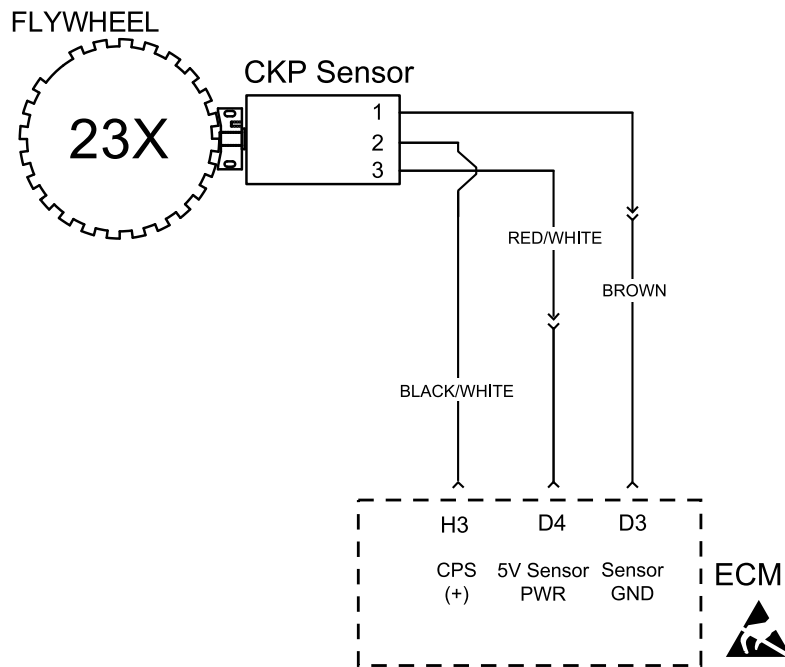 FLYWHEEL
CKP Sensor
23X
1
2
3
RED/WHITE
BROWN
BLACK/WHITE
H3 D4 D3
CPS 5V Sensor Sensor
(+) PWR GND
ECM